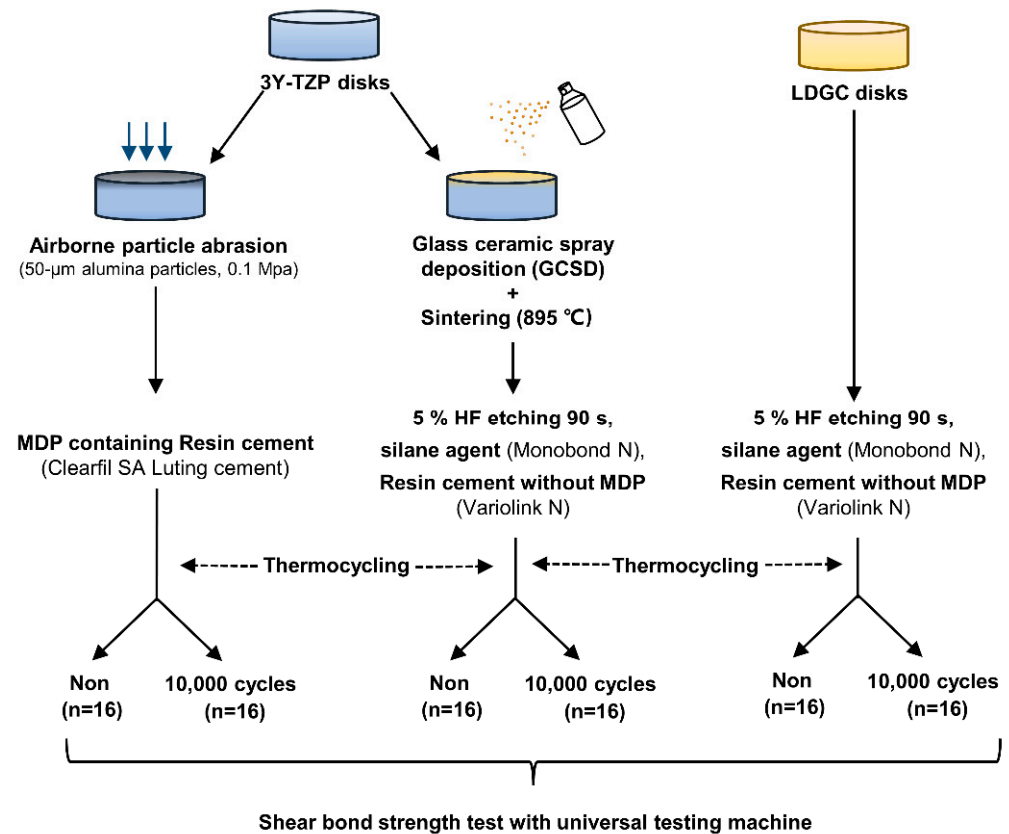 3Y-TZP disks
LDGC disks
Airborne particle abrasion
(50-μm alumina particles, 0.1 Mpa)
Glass ceramic spray
deposition (GCSD)
+
Sintering (895 ℃)
MDP containing Resin cement
(Clearfil SA Luting cement)
5 % HF etching 90 s,
silane agent (Monobond N),
Resin cement without MDP
(Variolink N)
5 % HF etching 90 s,
silane agent (Monobond N),
Resin cement without MDP
(Variolink N)
Thermocycling
Thermocycling
Non
(n=16)
10,000 cycles
(n=16)
Non
(n=16)
10,000 cycles
(n=16)
Non
(n=16)
10,000 cycles
(n=16)
Shear bond strength test with universal testing machine